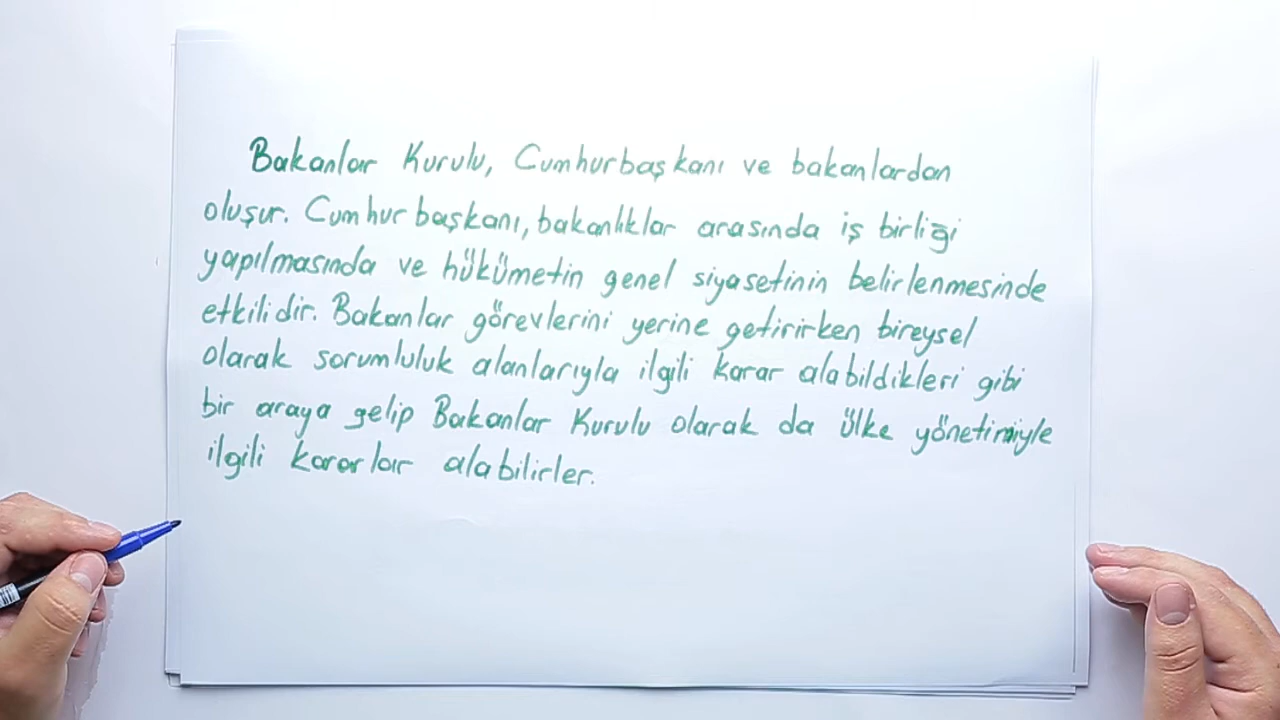 Bakanlar Kurulu, Cumhurbaşkanı ve bakanlardan
oluşur. Cumhurbaşkanı, bakanlıklar arasında iş birliği
yapılmasında ve hükümetin genel siyasetinin belirlenmesinde
etkilidir. Bakanlar görevlerini yerine getirirken bireysel
olarak sorumluluk alanlarıyla ilgili karar alabildikleri gibi
bir araya gelip Bakanlar Kurulu olarak da ülke yönetimiyle
ilgili kararlar alabilirler.